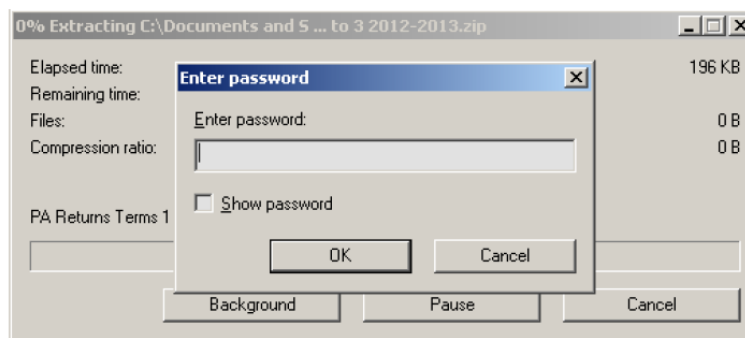 0% Extracting C:\Documents and S ... to 3 2012-2013.zip
Elapsed time:
196 KB
Remaining time:
Files:
0 B
Compression ratio:
0 B
Enter password
Enter password:
Show password
OK
Cancel
PA Returns Terms 1
Background
Pause
Cancel